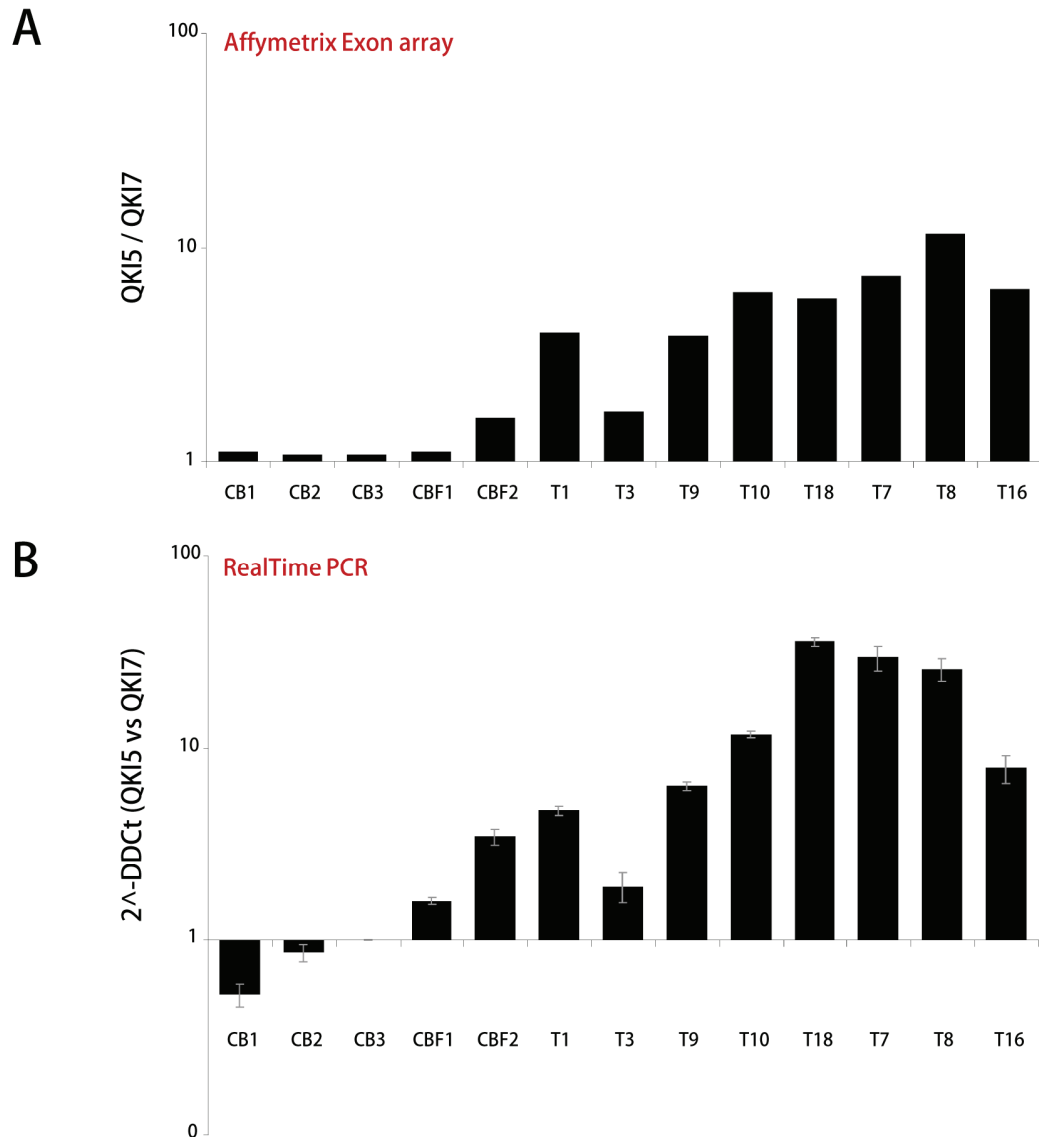 A
Affymetrix Exon array
QKI5 / QKI7
100
10
1
CB1 CB2 CB3 CBF1 CBF2 T1 T3 T9 T10 T18 T7 T8 T16
B
RealTime PCR
2^-DDCt (QKI5 vs QKI7)
100
10
1
CB1 CB2 CB3 CBF1 CBF2 T1 T3 T9 T10 T18 T7 T8 T16
0